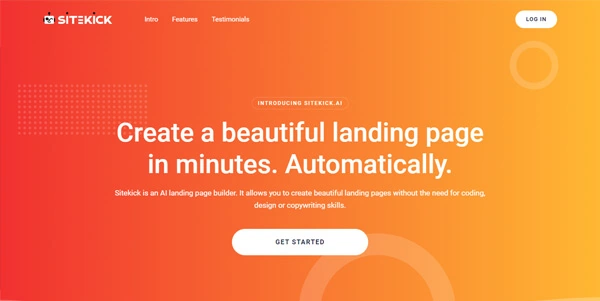 SITEKICK
Intro
Features
Testimonials
LOG IN
INTRODUCING SITEKICK.AI
Create a beautiful landing page
in minutes. Automatically.
Sitekick is an AI landing page builder. It allows you to create beautiful landing pages without the need for coding,
design or copywriting skills.
GET STARTED